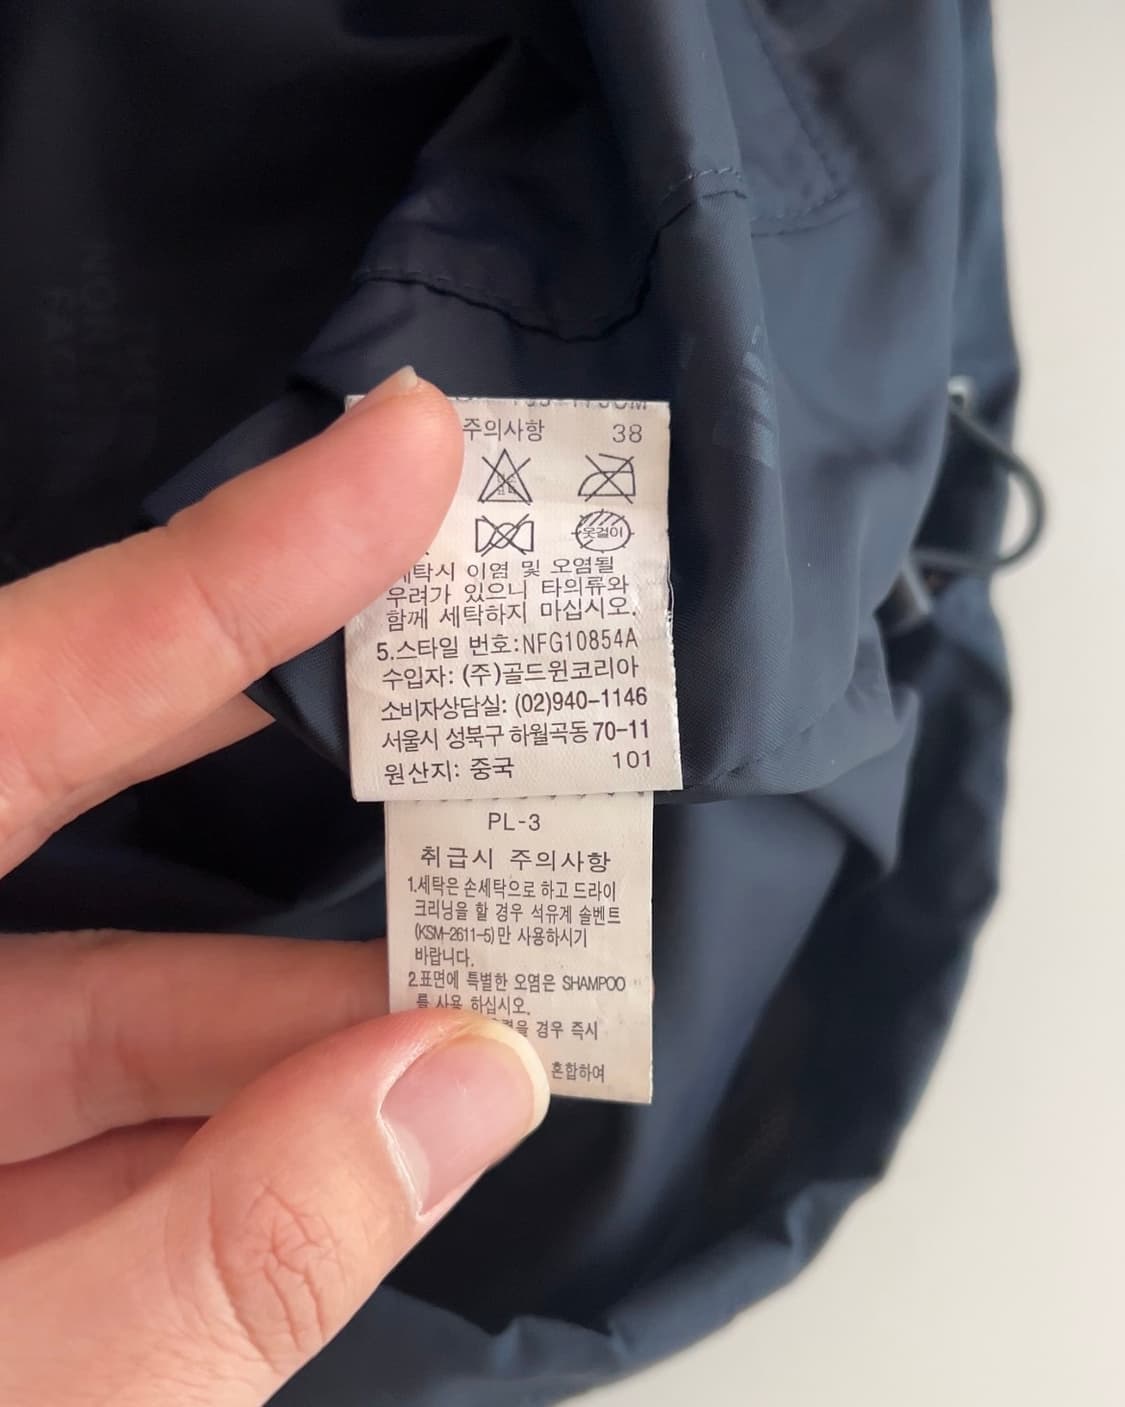 주의사항 38
옷걸이
세탁시 이염 및 오염될
우려가 있으니 타의류와
함께 세탁하지 마십시오.
5.스타일 번호:NFG10854A
수입자: (주)골드윈코리아
소비자상담실: (02)940-1146
서울시 성북구 하월곡동 70-11
원산지: 중국 101
PL-3
취급시 주의사항
1.세탁은 손세탁으로 하고 드라이
크리닝을 할 경우 석유계 솔벤트
(KSM-2611-5)만 사용하시기
바랍니다.
2.표면에 특별한 오염은 SHAMPOO
를 사용 하십시오.
경우 즉시
혼합하여